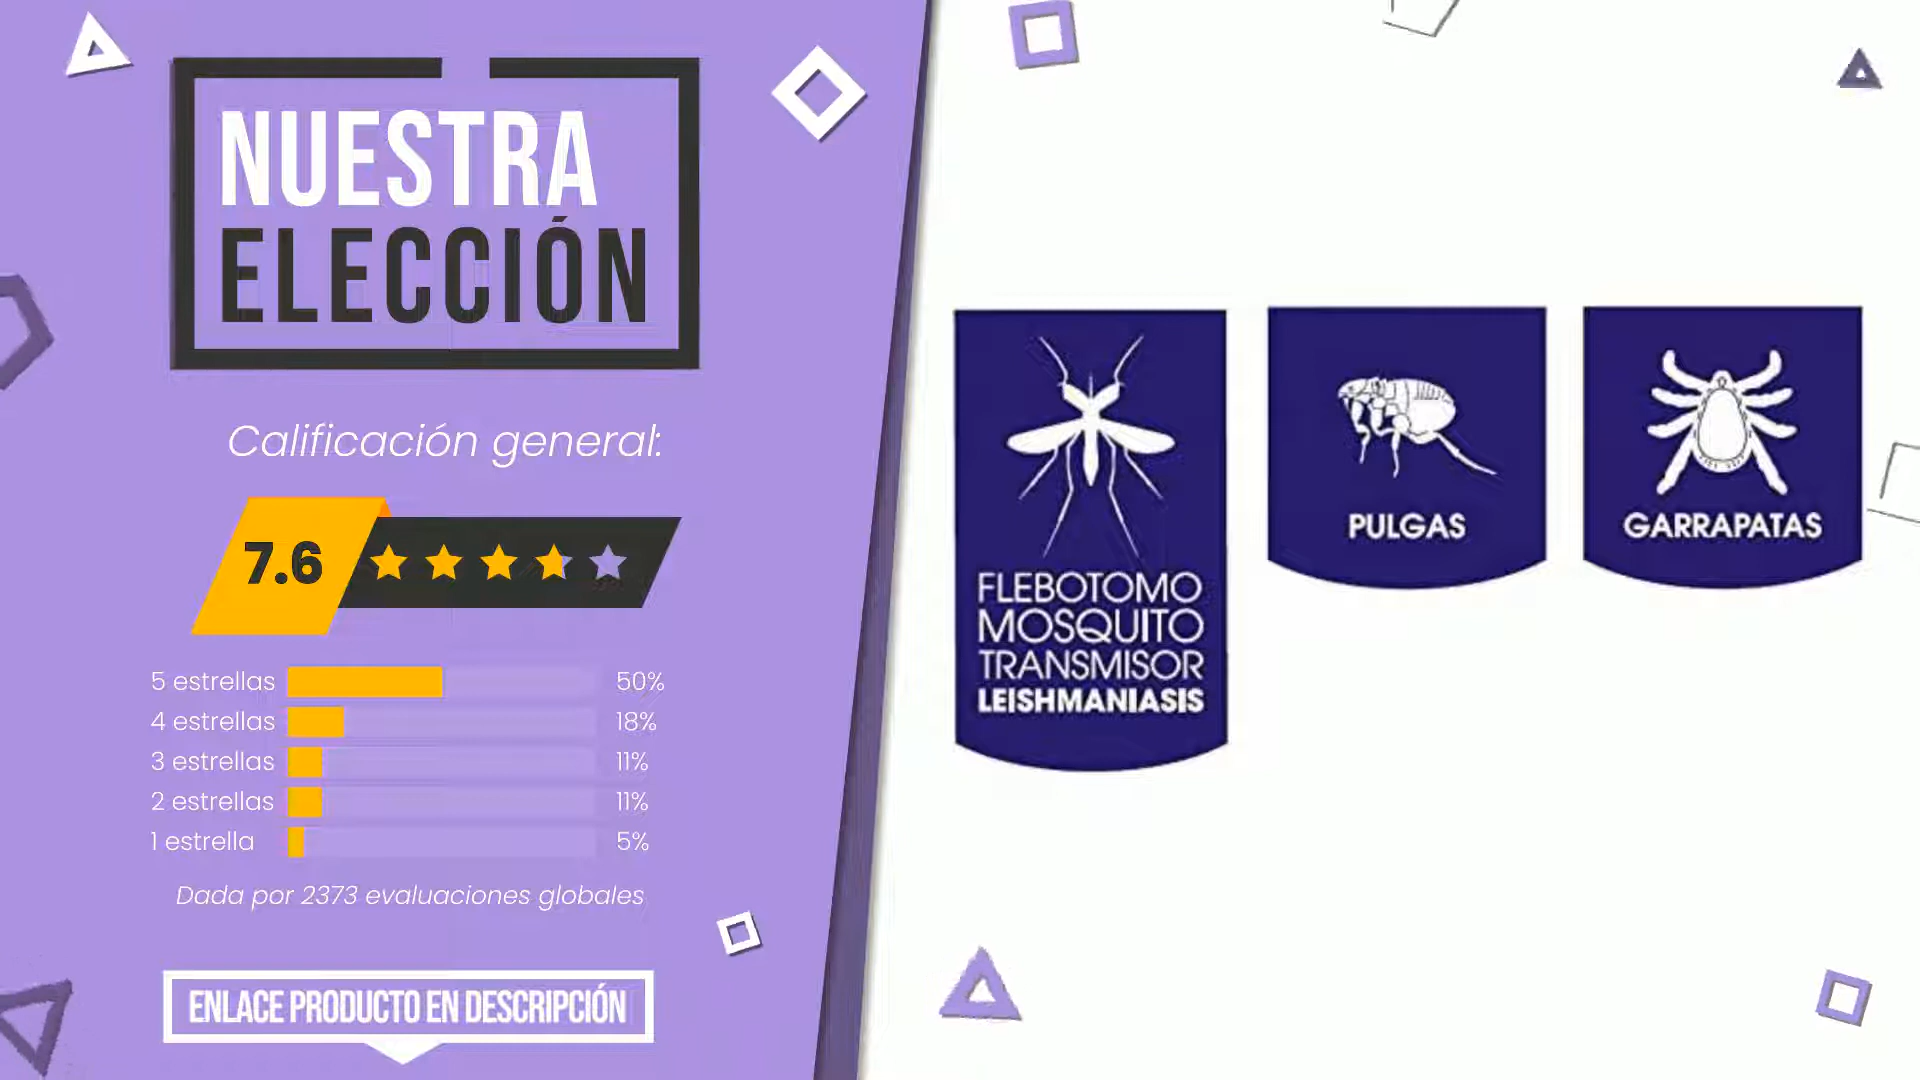 NUESTRA
ELECCIÓN
Calificación general:
7.6
5 estrellas 50%
4 estrellas 18%
3 estrellas 11%
2 estrellas 11%
1 estrella 5%
Dada por 2373 evaluaciones globales
ENLACE PRODUCTO EN DESCRIPCIÓN
FLEBOTOMO
MOSQUITO
TRANSMISOR
LEISHMANIASIS
PULGAS
GARRAPATAS